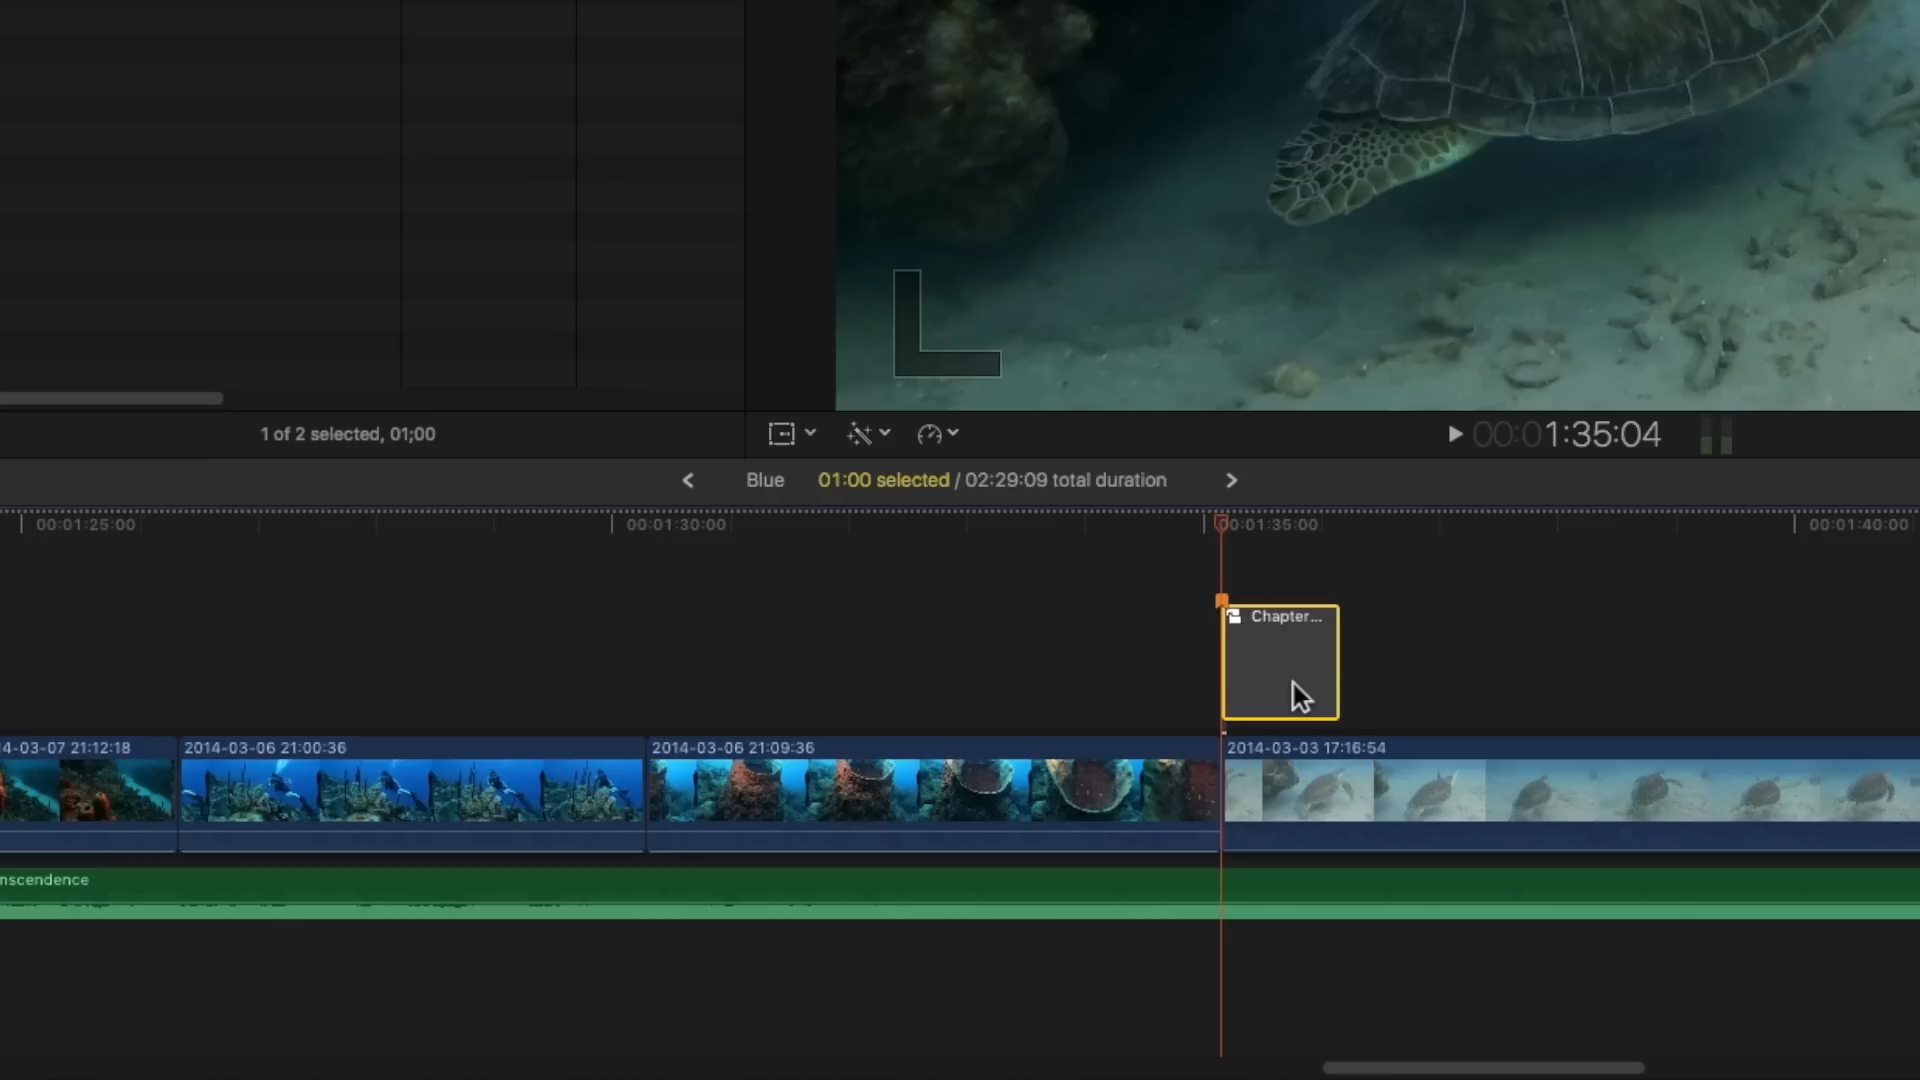 1 of 2 selected, 01;00
00:01:35:04
Blue 01:00 selected / 02:29:09 total duration
00:01:25:00 00:01:30:00 00:01:35:00 00:01:40:00
Chapter...
4-03-07 21:12:18 2014-03-06 21:00:36 2014-03-06 21:09:36 2014-03-03 17:16:54
nscendence